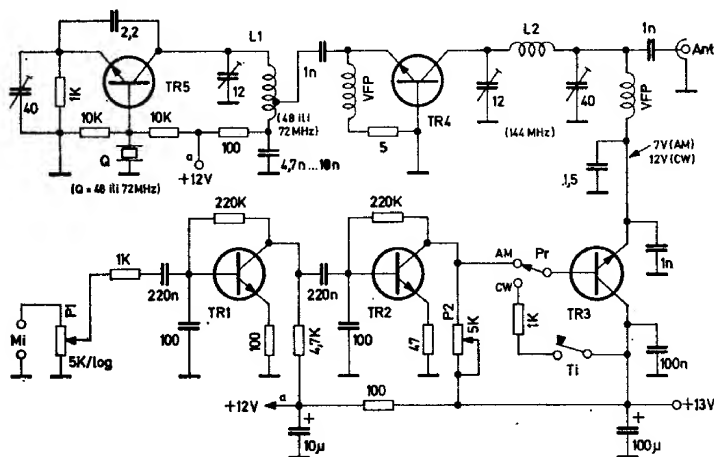 2,2
L1
1n
L2
1n
Ant
40
1K
TR5
12
VFP
TR4
12
40
VFP
10K
10K
(48 ili 72MHz)
5
(144 MHz)
7V(AM)
12V(CW)
Q
a
100
4,7n...10n
1,5
+12V
(Q = 48 ili 72MHz)
220K
220K
1K
AM
Pr
1n
220n
TR1
220n
TR2
P2
CW
TR3
P1
5K
1K
Mi
100
100
4,7K
100
47
Ti
100n
5K/log
+12V
a
100
+13V
+
10µ
+
100µ